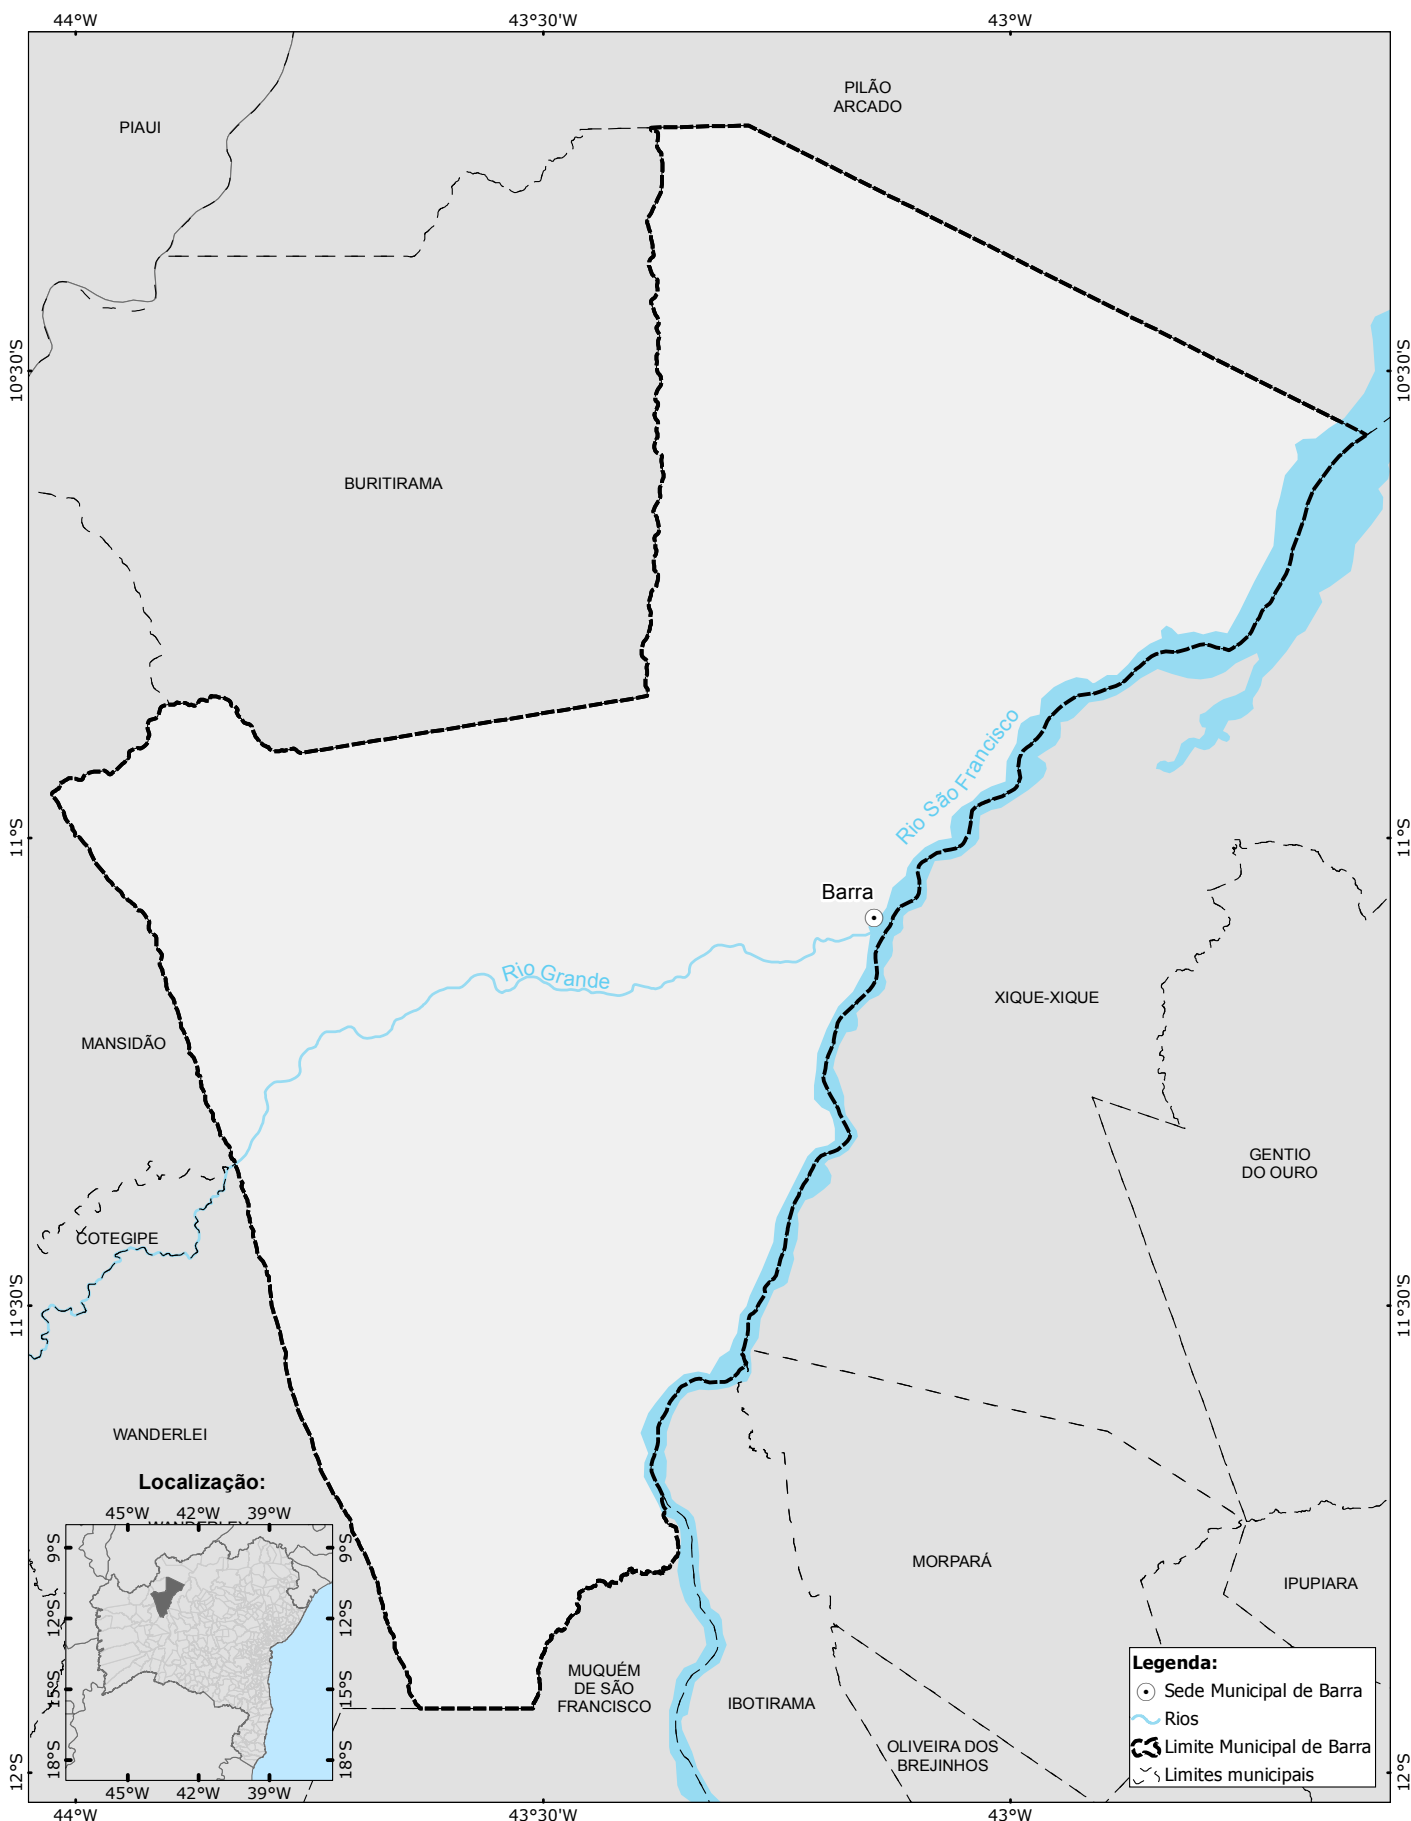 44°W
43°30'W
43°W
PILÃO
ARCADO
PIAUI
10°30'S
10°30'S
BURITIRAMA
Rio São Francisco
11°S
11°S
Barra
Rio Grande
XIQUE-XIQUE
MANSIDÃO
GENTIO
DO OURO
COTEGIPE
11°30'S
11°30'S
WANDERLEI
Localização:
45°W
42°W
39°W
WANDERLEY
9°S
9°S
12°S
12°S
15°S
15°S
18°S
18°S
45°W
42°W
39°W
MORPARÁ
IPUPIARA
MUQUÉM
DE SÃO
FRANCISCO
IBOTIRAMA
OLIVEIRA DOS
BREJINHOS
Legenda:
Sede Municipal de Barra
Rios
Limite Municipal de Barra
Limites municipais
12°S
12°S
44°W
43°30'W
43°W